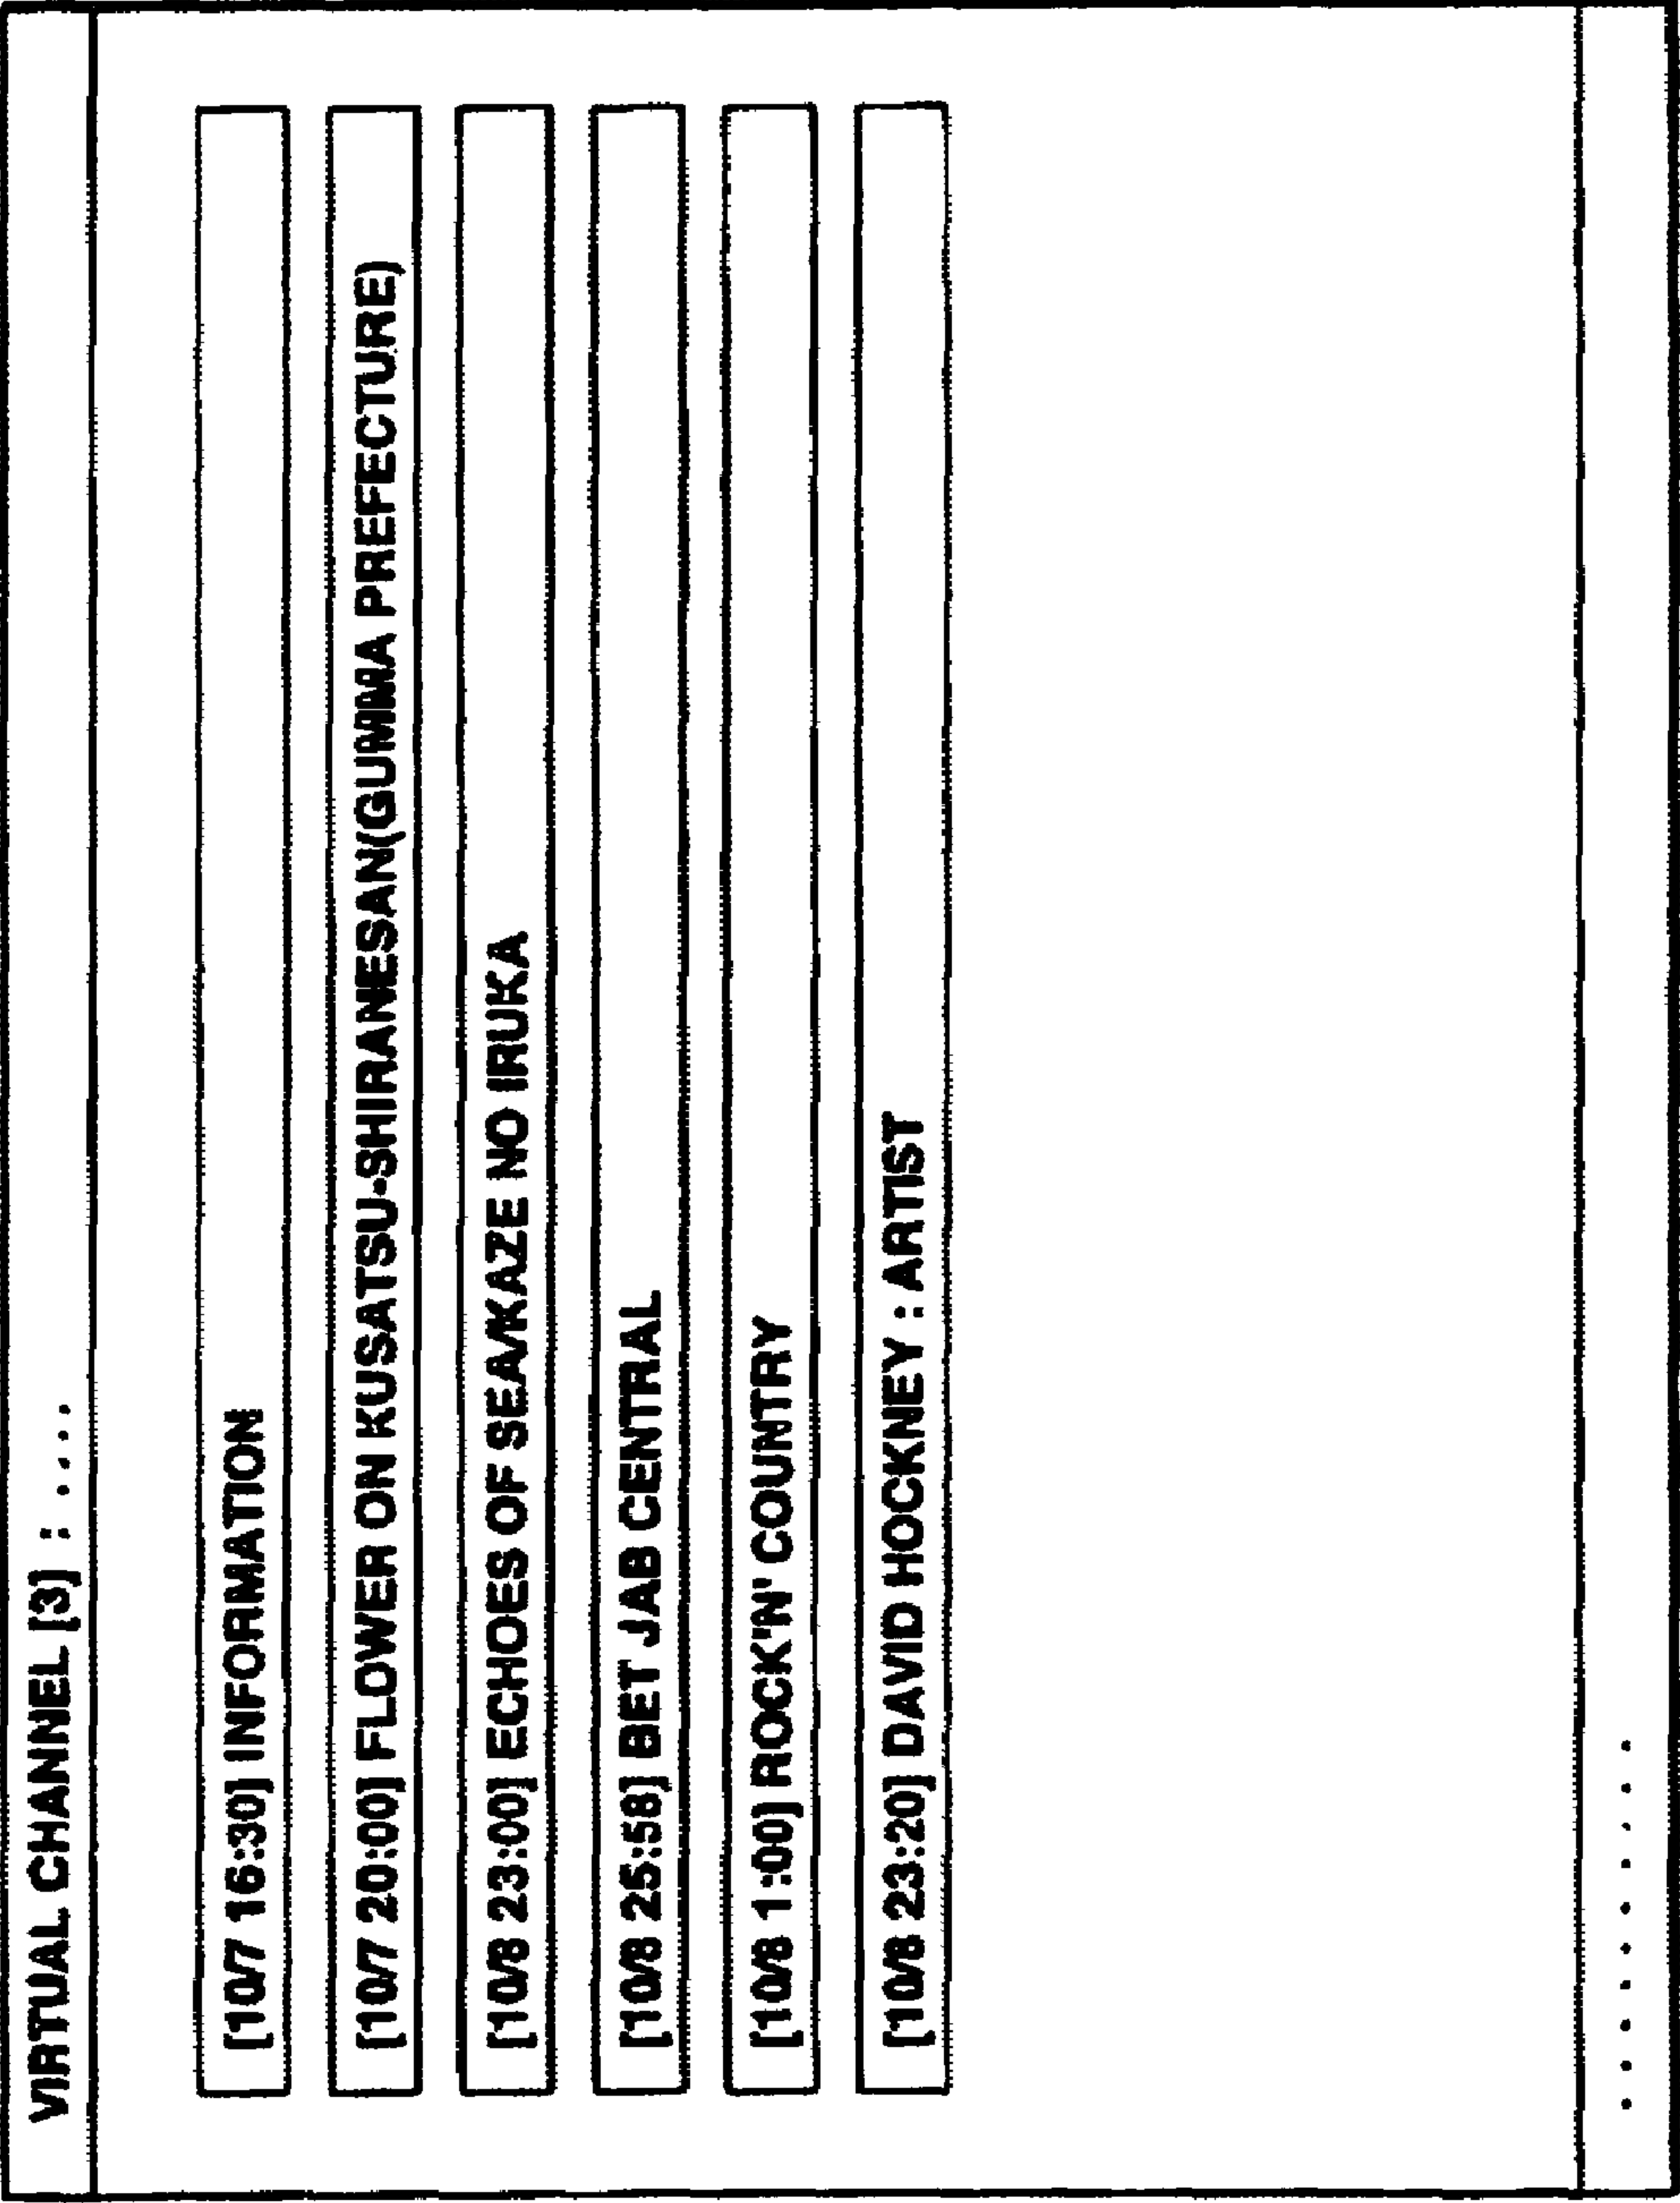 VIRTUAL CHANNEL [3] : ....
[10/7 16:30] INFORMATION
[10/7 20:00] FLOWER ON KUSATSU-SHIRANESAN(GUMMA PREFECTURE)
[10/8 23:00] ECHOES OF SEA/KAZE NO IRUKA
[10/8 25:58] BET JAB CENTRAL
[10/8 1:00] ROCK'N' COUNTRY
[10/8 23:20] DAVID HOCKNEY : ARTIST
..........